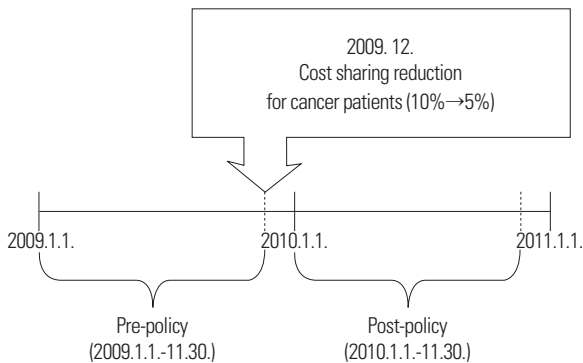 2009. 12.
Cost sharing reduction
for cancer patients (10%→5%)
2009.1.1.
2010.1.1.
2011.1.1.
Pre-policy
(2009.1.1.-11.30.)
Post-policy
(2010.1.1.-11.30.)